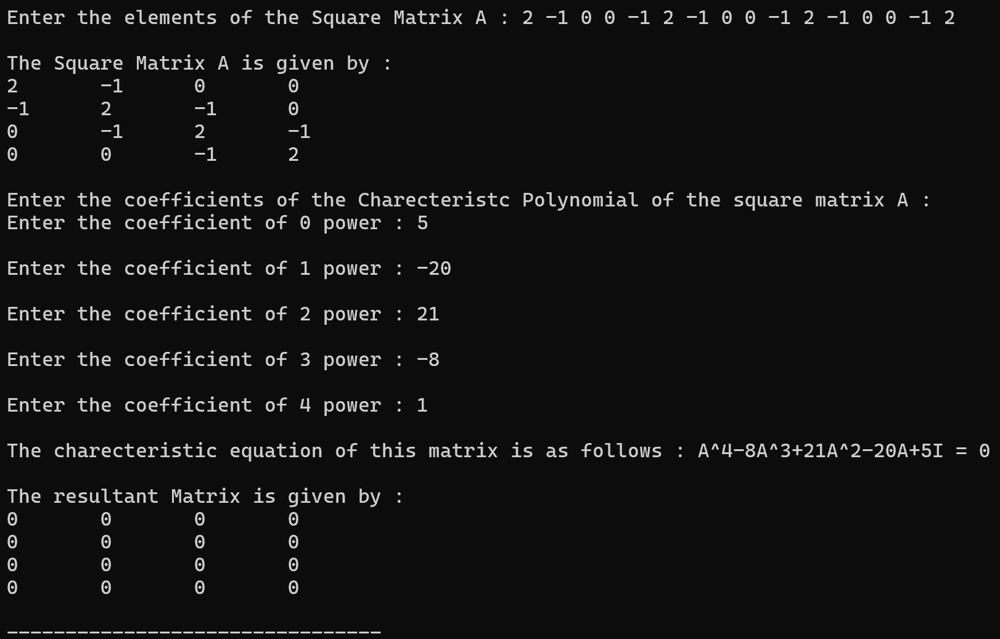 Enter the elements of the Square Matrix A : 2 -1 0 0 -1 2 -1 0 0 -1 2 -1 0 0 -1 2
The Square Matrix A is given by :
2 -1 0 0
-1 2 -1 0
0 -1 2 -1
0 0 -1 2
Enter the coefficients of the Charecteristc Polynomial of the square matrix A :
Enter the coefficient of 0 power : 5
Enter the coefficient of 1 power : -20
Enter the coefficient of 2 power : 21
Enter the coefficient of 3 power : -8
Enter the coefficient of 4 power : 1
The charecteristic equation of this matrix is as follows : A^4-8A^3+21A^2-20A+5I = 0
The resultant Matrix is given by :
0 0 0 0
0 0 0 0
0 0 0 0
0 0 0 0
--------------------------------